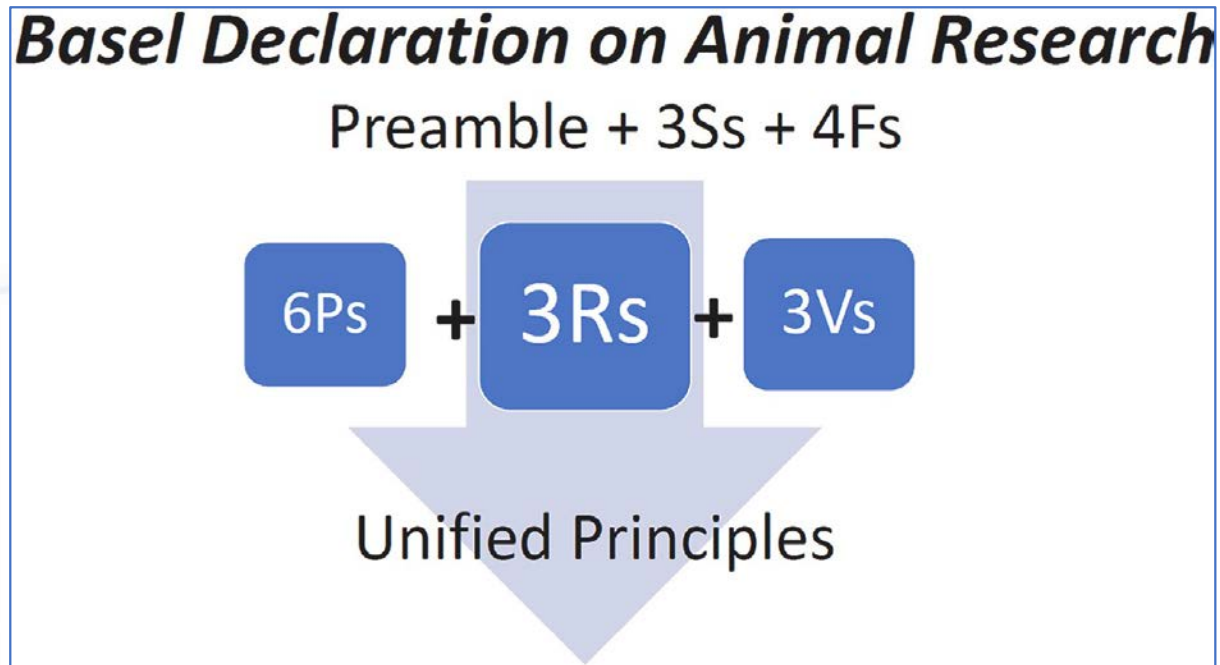 Basel Declaration on Animal Research
Preamble + 3Ss + 4Fs
6Ps + 3Rs + 3Vs
Unified Principles